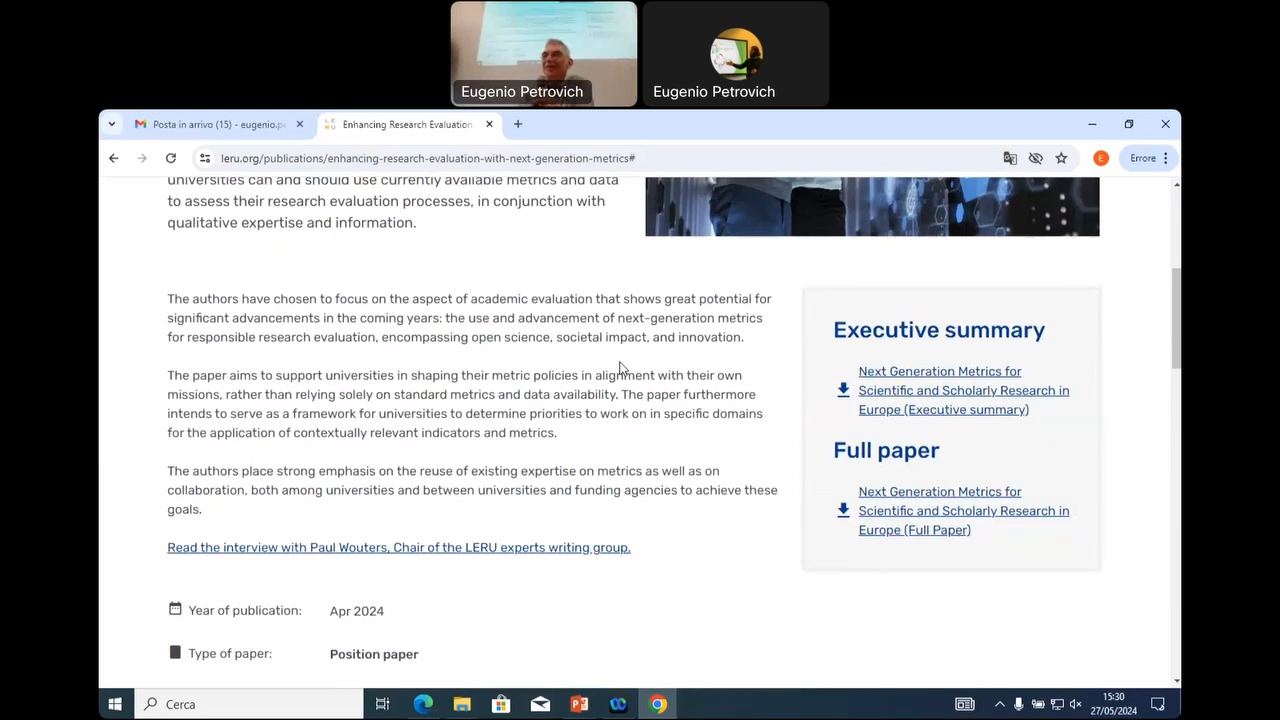 Eugenio Petrovich
Eugenio Petrovich
Posta in arrivo (15) - eugenio.pe
Enhancing Research Evaluation
leru.org/publications/enhancing-research-evaluation-with-next-generation-metrics#
E
Errore
universities can and should use currently available metrics and data
to assess their research evaluation processes, in conjunction with
qualitative expertise and information.
The authors have chosen to focus on the aspect of academic evaluation that shows great potential for
significant advancements in the coming years: the use and advancement of next-generation metrics
for responsible research evaluation, encompassing open science, societal impact, and innovation.
The paper aims to support universities in shaping their metric policies in alignment with their own
missions, rather than relying solely on standard metrics and data availability. The paper furthermore
intends to serve as a framework for universities to determine priorities to work on in specific domains
for the application of contextually relevant indicators and metrics.
The authors place strong emphasis on the reuse of existing expertise on metrics as well as on
collaboration, both among universities and between universities and funding agencies to achieve these
goals.
Read the interview with Paul Wouters, Chair of the LERU experts writing group.
Year of publication: Apr 2024
Type of paper: Position paper
Executive summary
Next Generation Metrics for
Scientific and Scholarly Research in
Europe (Executive summary)
Full paper
Next Generation Metrics for
Scientific and Scholarly Research in
Europe (Full Paper)
Cerca
15:30
27/05/2024